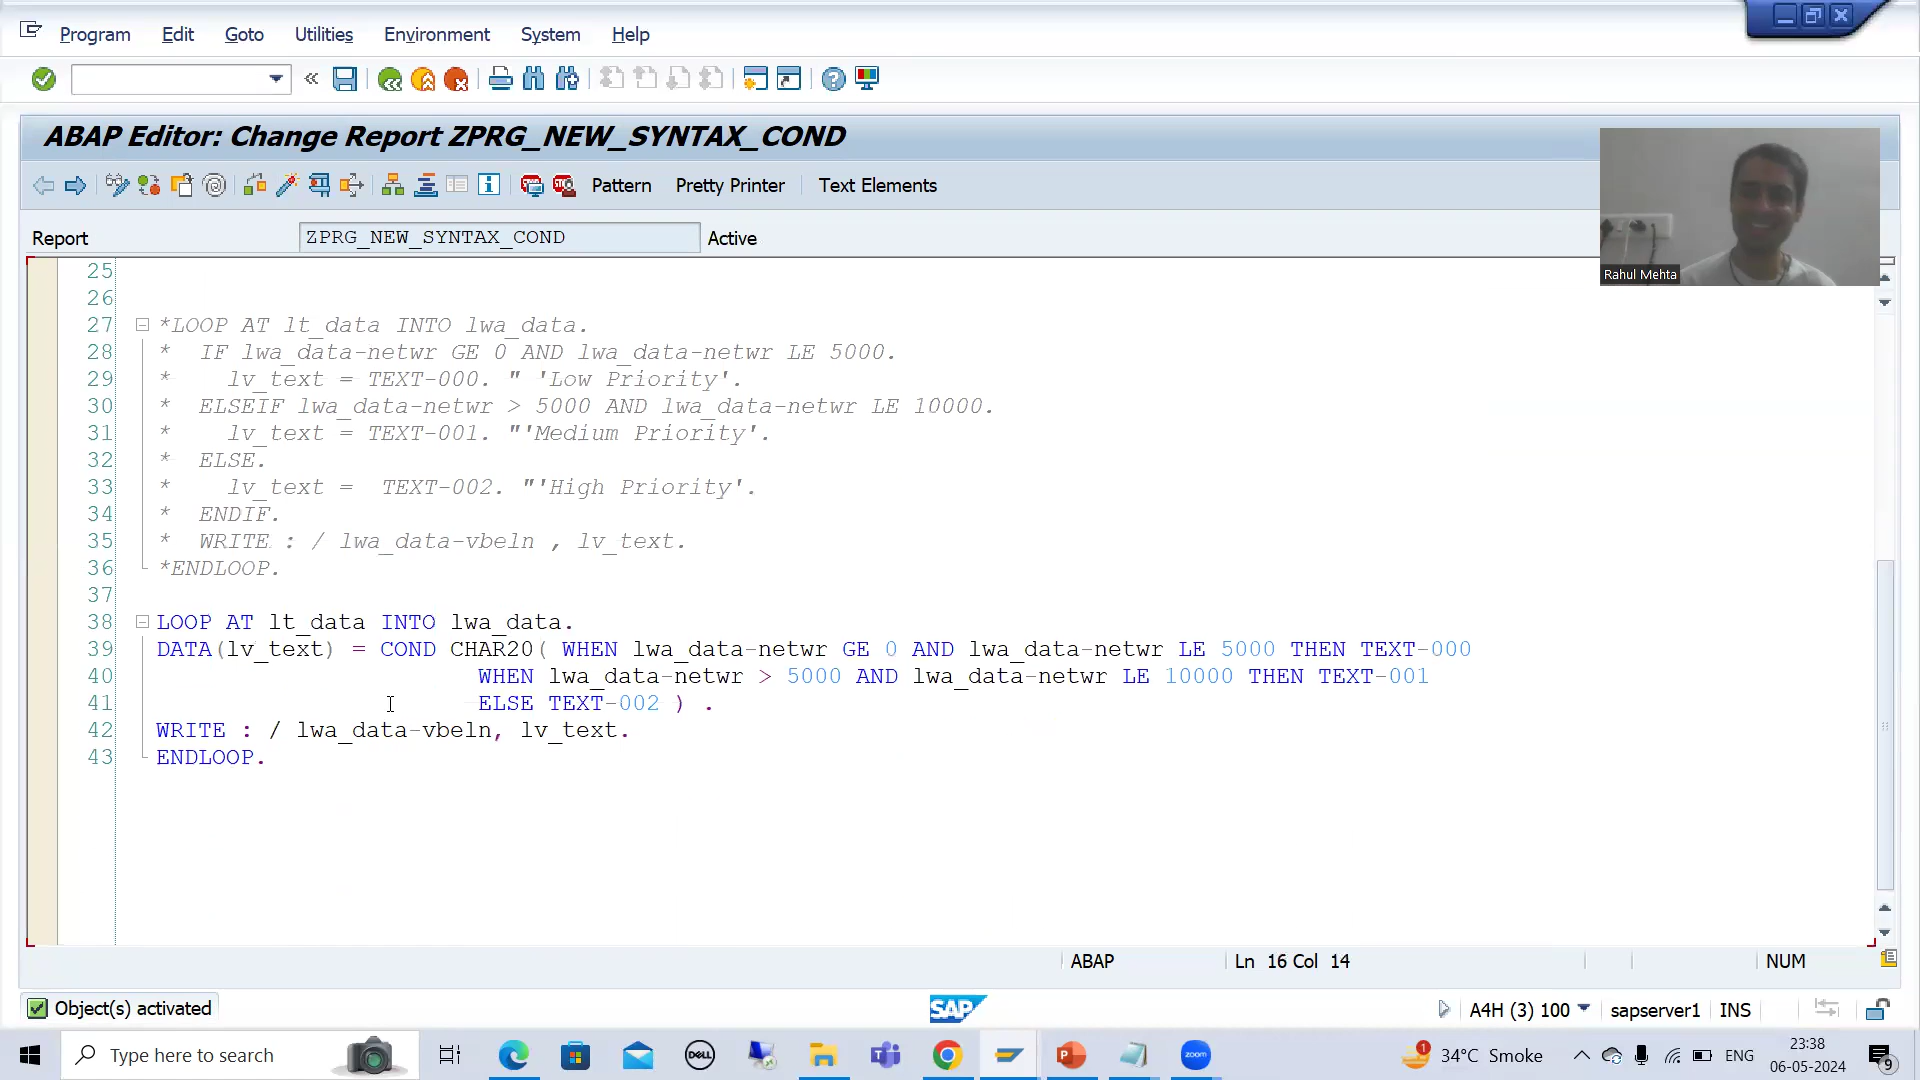 Program Edit Goto Utilities Environment System Help
ABAP Editor: Change Report ZPRG_NEW_SYNTAX_COND
Pattern Pretty Printer Text Elements
Report ZPRG_NEW_SYNTAX_COND Active
Rahul Mehta
25
26
27 *LOOP AT lt_data INTO lwa_data.
28 *  IF lwa_data-netwr GE 0 AND lwa_data-netwr LE 5000.
29 *    lv_text = TEXT-000. " 'Low Priority'.
30 *  ELSEIF lwa_data-netwr > 5000 AND lwa_data-netwr LE 10000.
31 *    lv_text = TEXT-001. "'Medium Priority'.
32 *  ELSE.
33 *    lv_text =  TEXT-002. "'High Priority'.
34 *  ENDIF.
35 *  WRITE : / lwa_data-vbeln , lv_text.
36 *ENDLOOP.
37
38 LOOP AT lt_data INTO lwa_data.
39 DATA(lv_text) = COND CHAR20( WHEN lwa_data-netwr GE 0 AND lwa_data-netwr LE 5000 THEN TEXT-000
40 WHEN lwa_data-netwr > 5000 AND lwa_data-netwr LE 10000 THEN TEXT-001
41 ELSE TEXT-002 ) .
42 WRITE : / lwa_data-vbeln, lv_text.
43 ENDLOOP.
ABAP Ln 16 Col 14 NUM
Object(s) activated SAP A4H (3) 100 sapserver1 INS
Type here to search DELL zoom 1 34°C Smoke ENG 23:38
06-05-2024 9